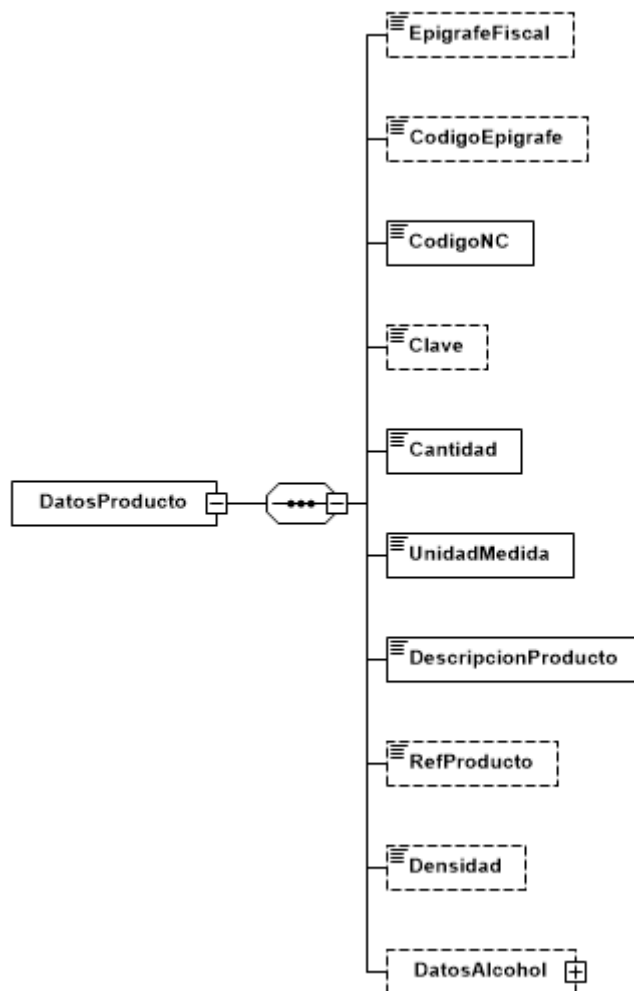 EpigrafeFiscal
CodigoEpigrafe
CodigoNC
Clave
Cantidad
DatosProducto
UnidadMedida
DescripcionProducto
RefProducto
Densidad
DatosAlcohol